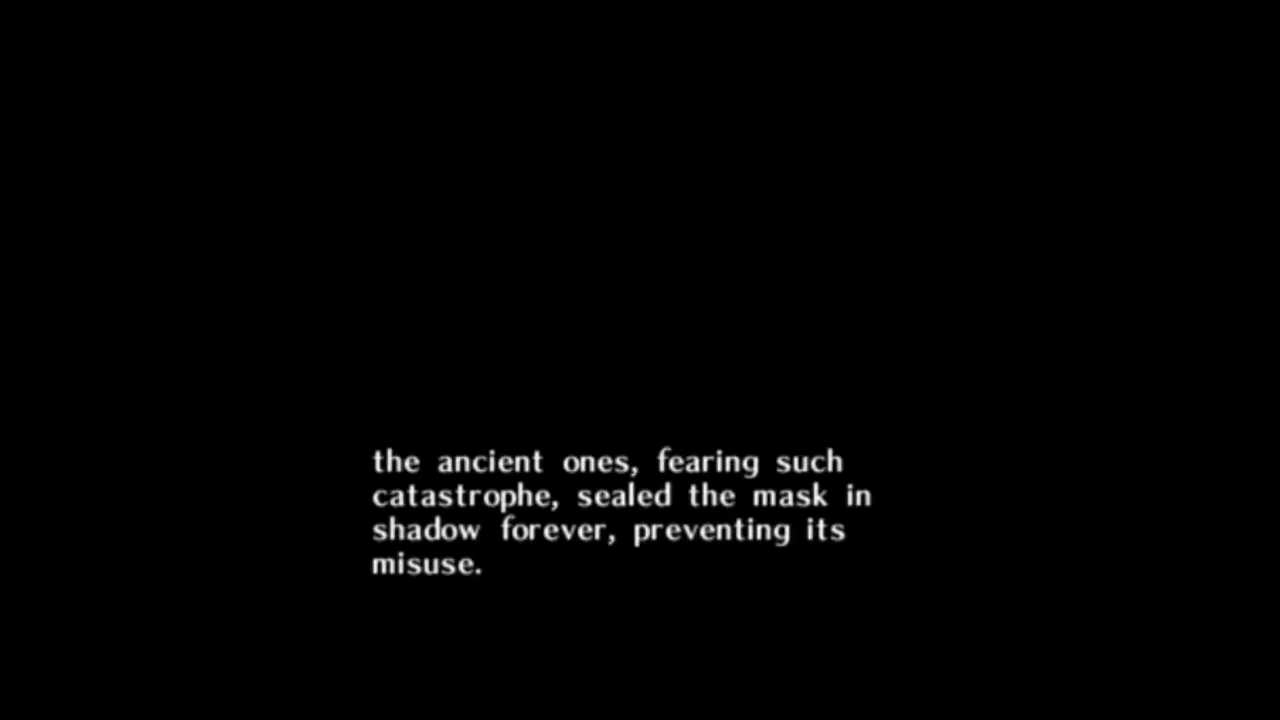 the ancient ones, fearing such
catastrophe, sealed the mask in
shadow forever, preventing its
misuse.